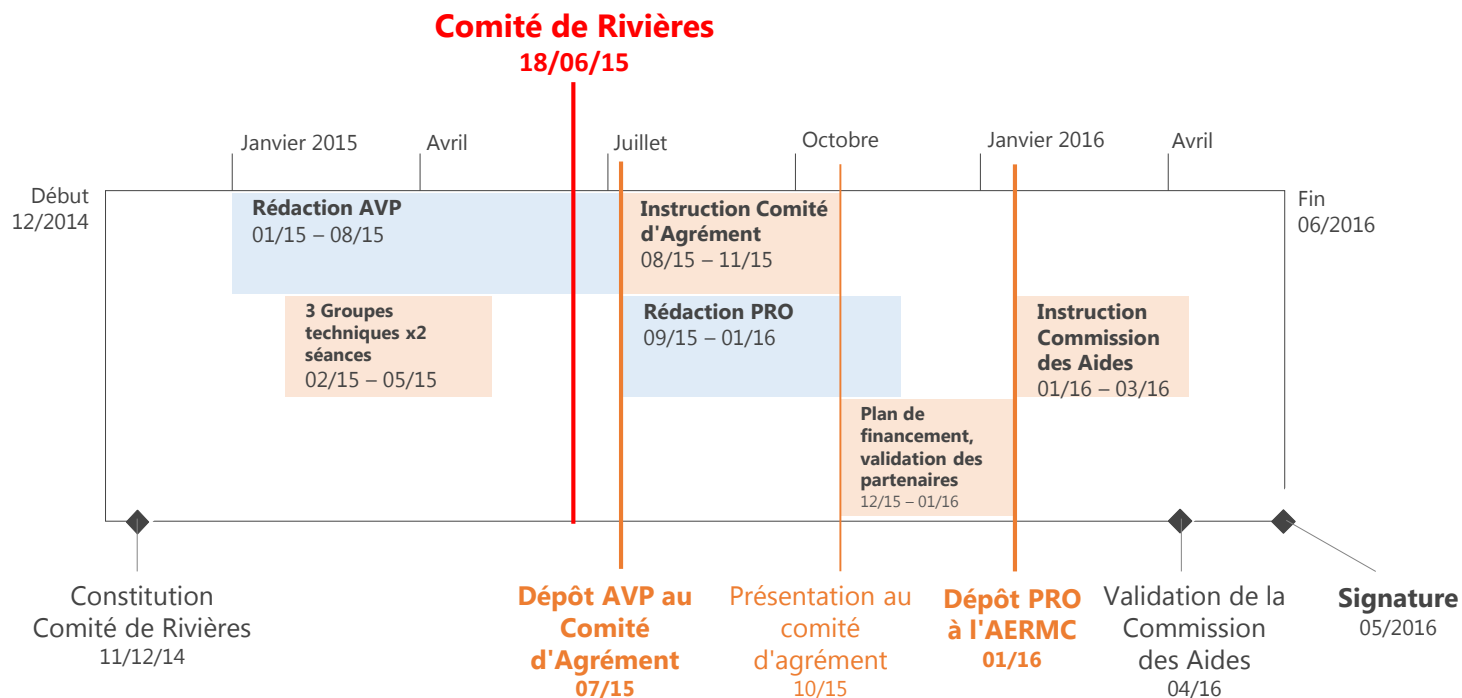 Comité de Rivières
18/06/15
Janvier 2015
Avril
Juillet
Octobre
Janvier 2016
Avril
Début
12/2014
Fin
06/2016
Rédaction AVP
01/15 – 08/15
Instruction Comité
d'Agrément
08/15 – 11/15
3 Groupes
techniques x2
séances
02/15 – 05/15
Rédaction PRO
09/15 – 01/16
Instruction
Commission
des Aides
01/16 – 03/16
Plan de
financement,
validation des
partenaires
12/15 – 01/16
Constitution
Comité de Rivières
11/12/14
Dépôt AVP au
Comité
d'Agrément
07/15
Présentation au
comité
d'agrément
10/15
Dépôt PRO
à l'AERMC
01/16
Validation de la
Commission
des Aides
04/16
Signature
05/2016